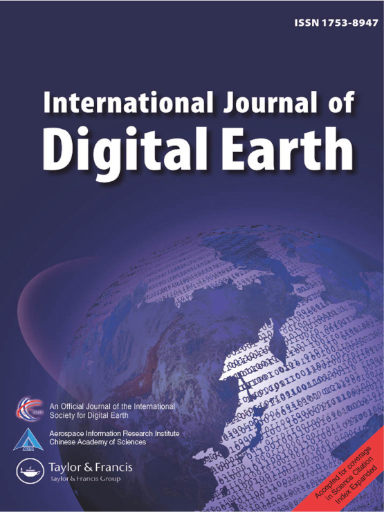 ISSN 1753-8947
International Journal of
Digital Earth
An Official Journal of the International
Society for Digital Earth
Aerospace Information Research Institute
Chinese Academy of Sciences
Taylor & Francis
Taylor & Francis Group
Accepted for coverage
in Science Citation
Index Expanded